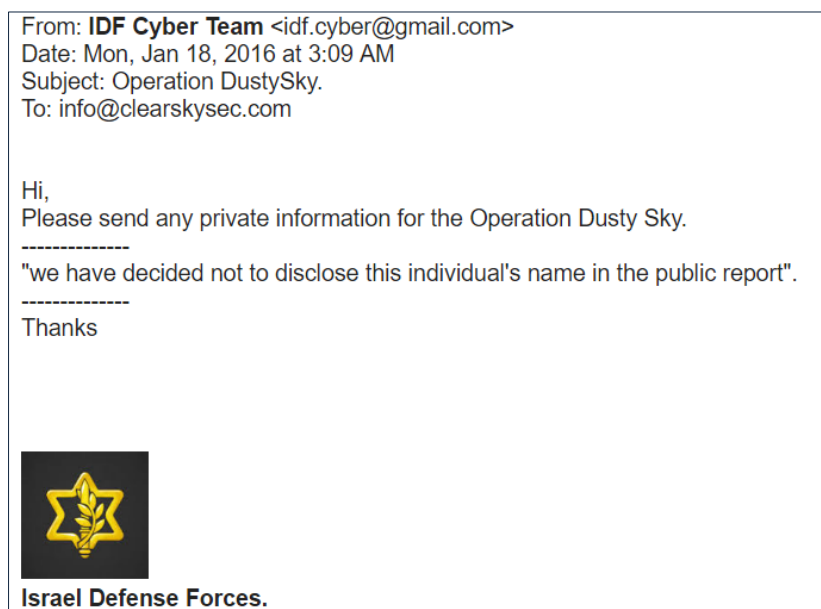 From: IDF Cyber Team <idf.cyber@gmail.com>
Date: Mon, Jan 18, 2016 at 3:09 AM
Subject: Operation DustySky.
To: info@clearskysec.com
Hi,
Please send any private information for the Operation Dusty Sky.
--------------
"we have decided not to disclose this individual's name in the public report".
--------------
Thanks
Israel Defense Forces.